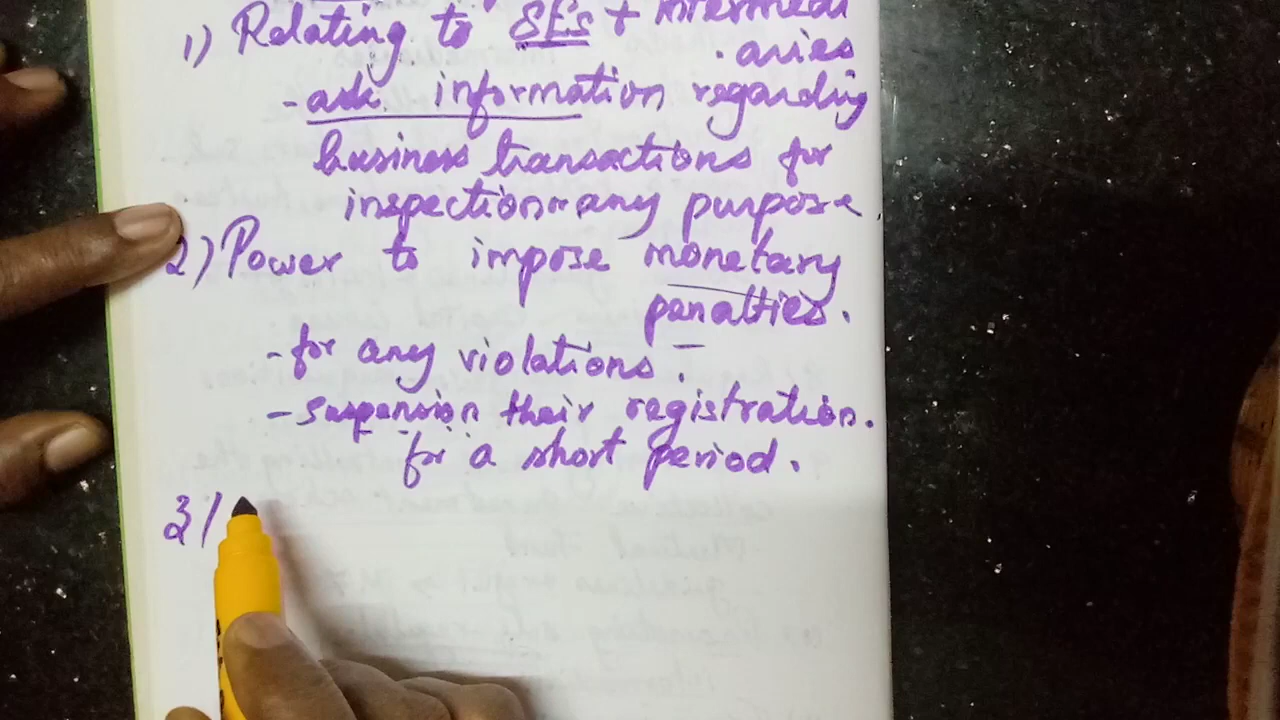 1) Relating to SEs + Intermedi
. aries
- ask information regarding
business transactions for
inspection or any purpose.
2) Power to impose monetary
penalties.
- for any violations.
- suspension their registration.
for a short period.
3)